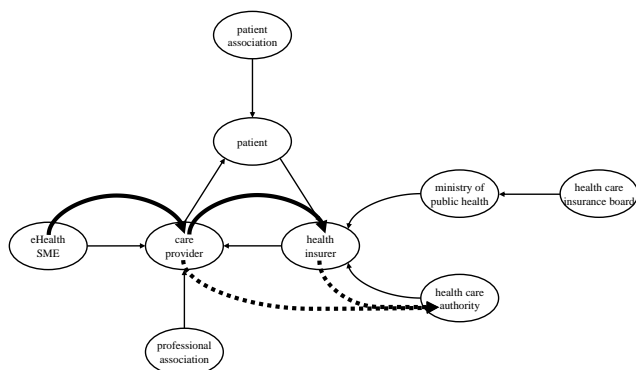 patient
association
patient
ministry of
public health
health care
insurance board
eHealth
SME
care
provider
health
insurer
health care
authority
professional
association